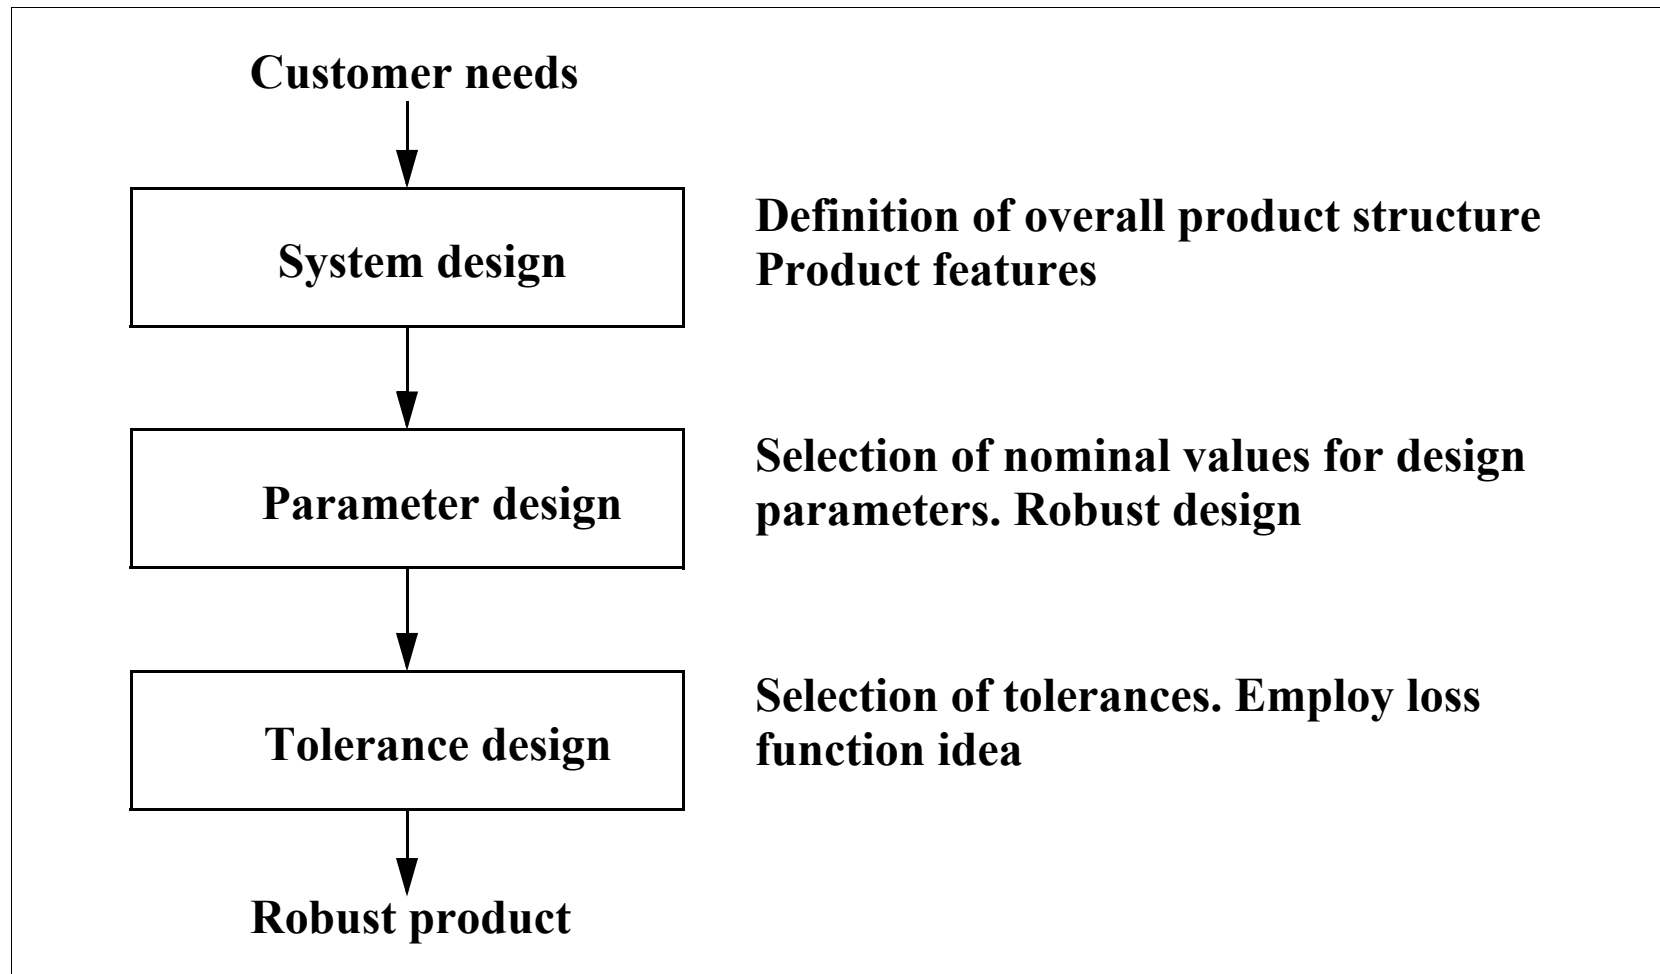 Customer needs
System design
Definition of overall product structure
Product features
Parameter design
Selection of nominal values for design
parameters. Robust design
Tolerance design
Selection of tolerances. Employ loss
function idea
Robust product